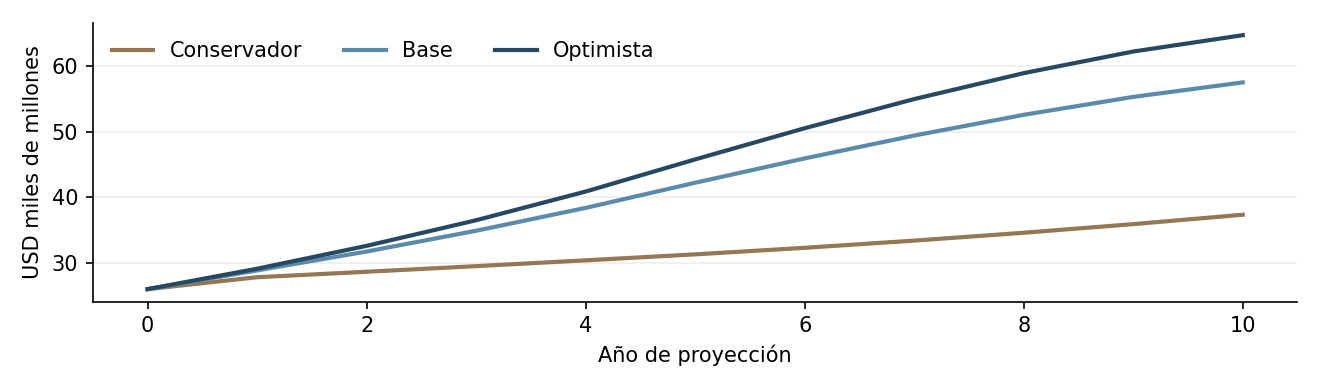 Conservador Base Optimista
USD miles de millones
60
50
40
30
0 2 4 6 8 10
Año de proyección